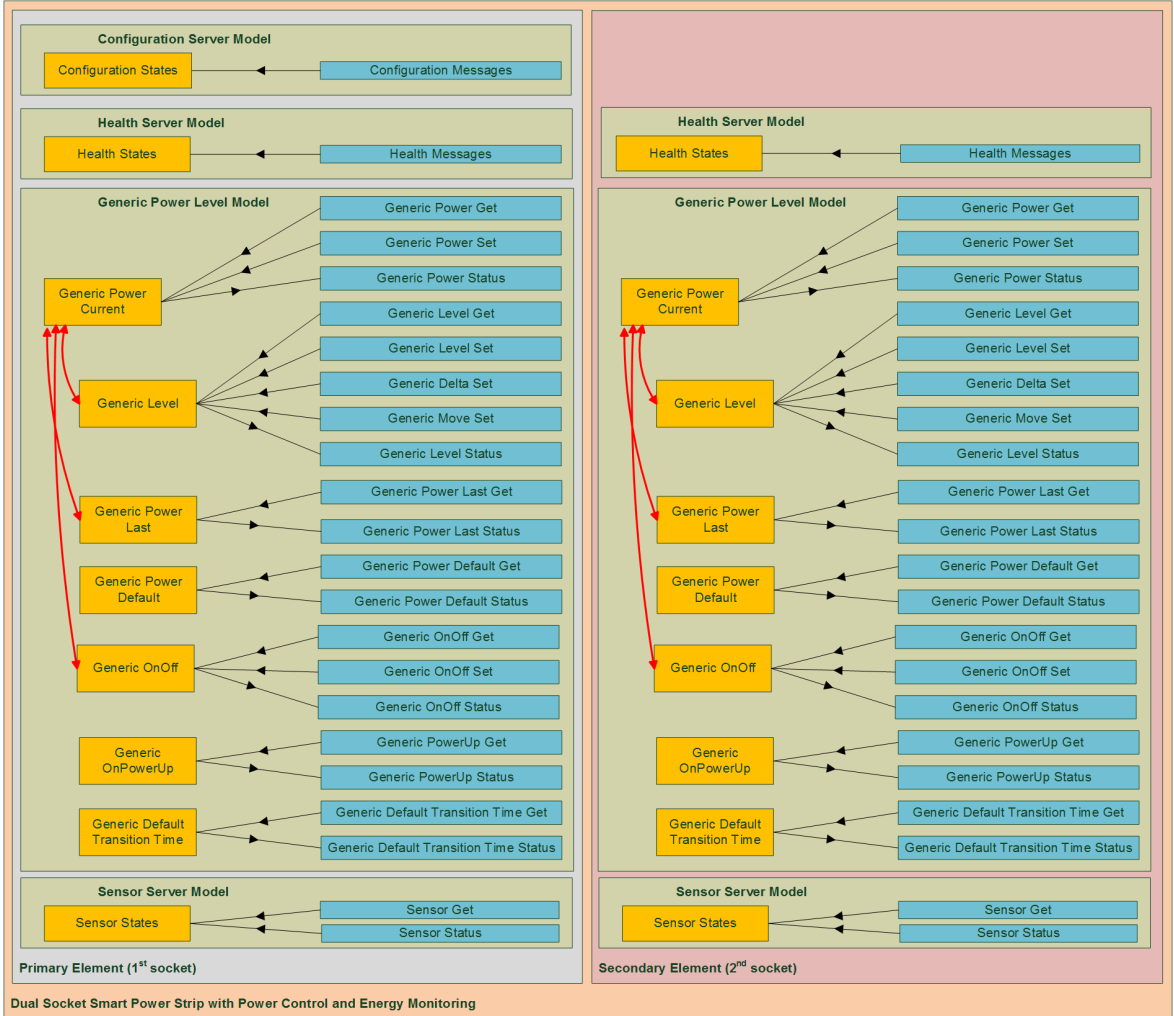 Configuration Server Model
Configuration States
Configuration Messages
Health Server Model
Health States
Health Messages
Generic Power Level Model
Generic Power Get
Generic Power Set
Generic Power Status
Generic Power
Current
Generic Level Get
Generic Level Set
Generic Delta Set
Generic Level
Generic Move Set
Generic Level Status
Generic Power Last Get
Generic Power
Last
Generic Power Last Status
Generic Power Default Get
Generic Power
Default
Generic Power Default Status
Generic OnOff Get
Generic OnOff
Generic OnOff Set
Generic OnOff Status
Generic PowerUp Get
Generic
OnPowerUp
Generic PowerUp Status
Generic Default Transition Time Get
Generic Default
Transition Time
Generic Default Transition Time Status
Sensor Server Model
Sensor States
Sensor Get
Sensor Status
Primary Element (1st socket)
Health Server Model
Health States
Health Messages
Generic Power Level Model
Generic Power Get
Generic Power Set
Generic Power Status
Generic Power
Current
Generic Level Get
Generic Level Set
Generic Delta Set
Generic Level
Generic Move Set
Generic Level Status
Generic Power Last Get
Generic Power
Last
Generic Power Last Status
Generic Power Default Get
Generic Power
Default
Generic Power Default Status
Generic OnOff Get
Generic OnOff
Generic OnOff Set
Generic OnOff Status
Generic PowerUp Get
Generic
OnPowerUp
Generic PowerUp Status
Generic Default Transition Time Get
Generic Default
Transition Time
Generic Default Transition Time Status
Sensor Server Model
Sensor States
Sensor Get
Sensor Status
Secondary Element (2nd socket)
Dual Socket Smart Power Strip with Power Control and Energy Monitoring